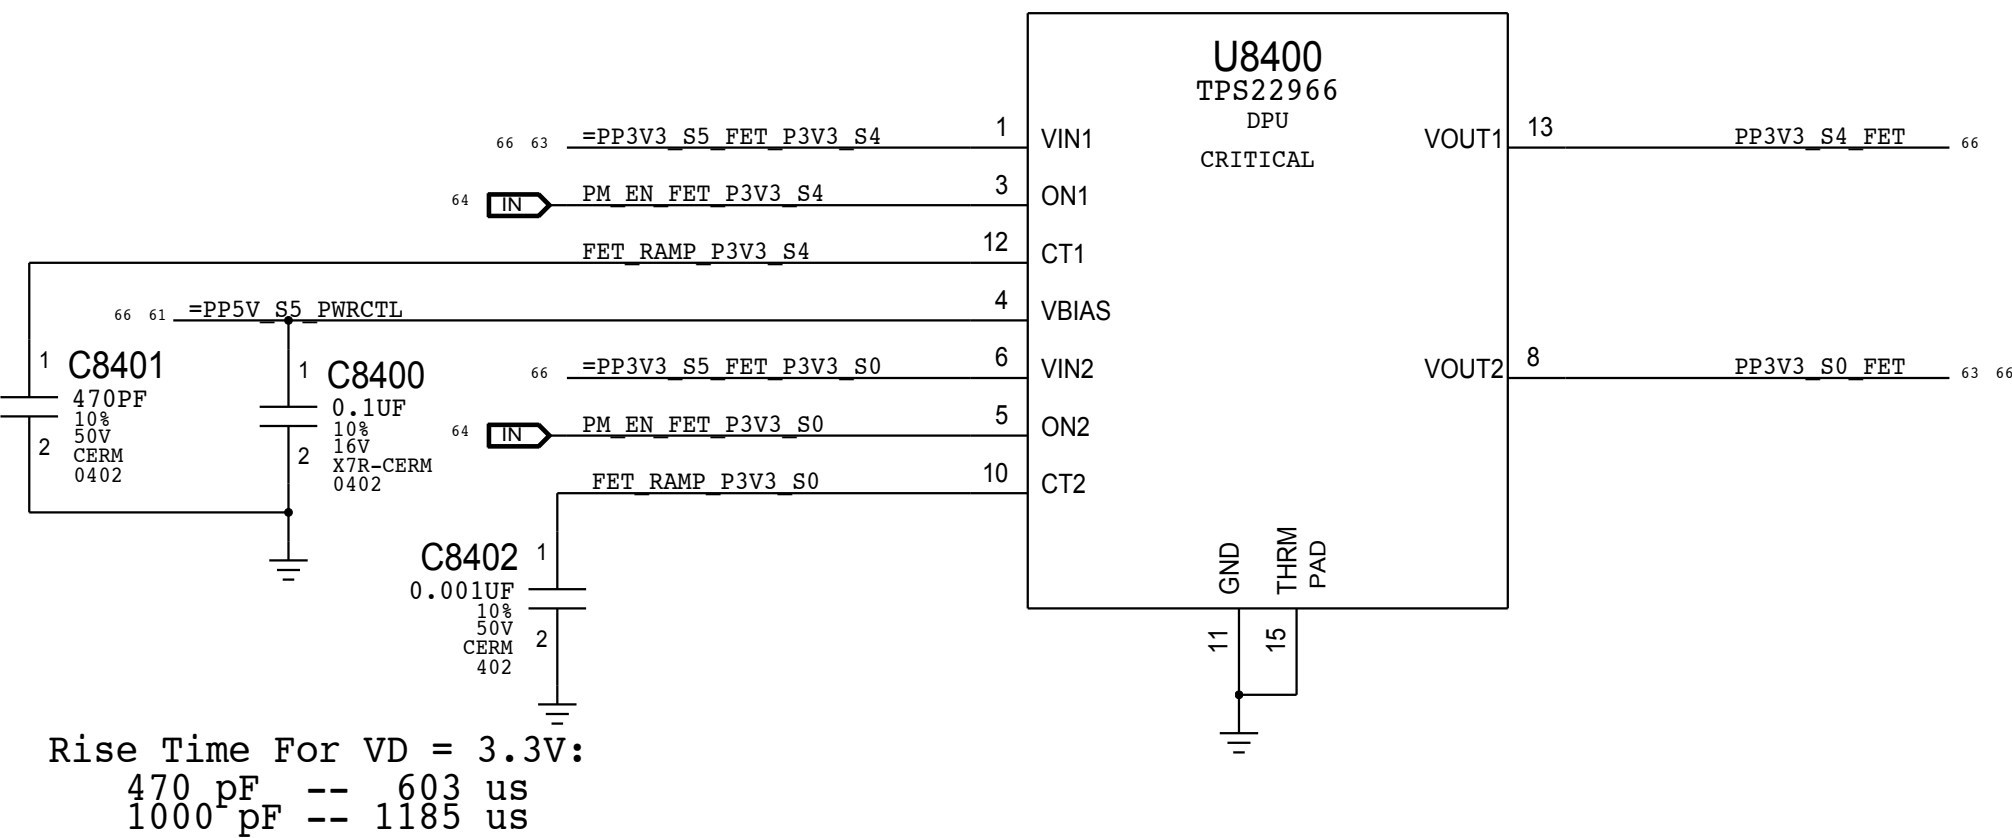 U8400
TPS22966
DPU
CRITICAL
66 63 =PP3V3_S5_FET_P3V3_S4 1 VIN1
VOUT1 13 PP3V3_S4_FET 66
64 IN PM_EN_FET_P3V3_S4 3 ON1
FET_RAMP_P3V3_S4 12 CT1
66 61 =PP5V_S5_PWRCTL 4 VBIAS
66 =PP3V3_S5_FET_P3V3_S0 6 VIN2
VOUT2 8 PP3V3_S0_FET 63 66
64 IN PM_EN_FET_P3V3_S0 5 ON2
FET_RAMP_P3V3_S0 10 CT2
1 C8401
470PF
10%
50V
2 CERM
0402
1 C8400
0.1UF
10%
16V
2 X7R-CERM
0402
C8402 1
0.001UF
10%
50V
CERM 2
402
GND
THRM
PAD
11
15
Rise Time For VD = 3.3V:
470 pF -- 603 us
1000 pF -- 1185 us